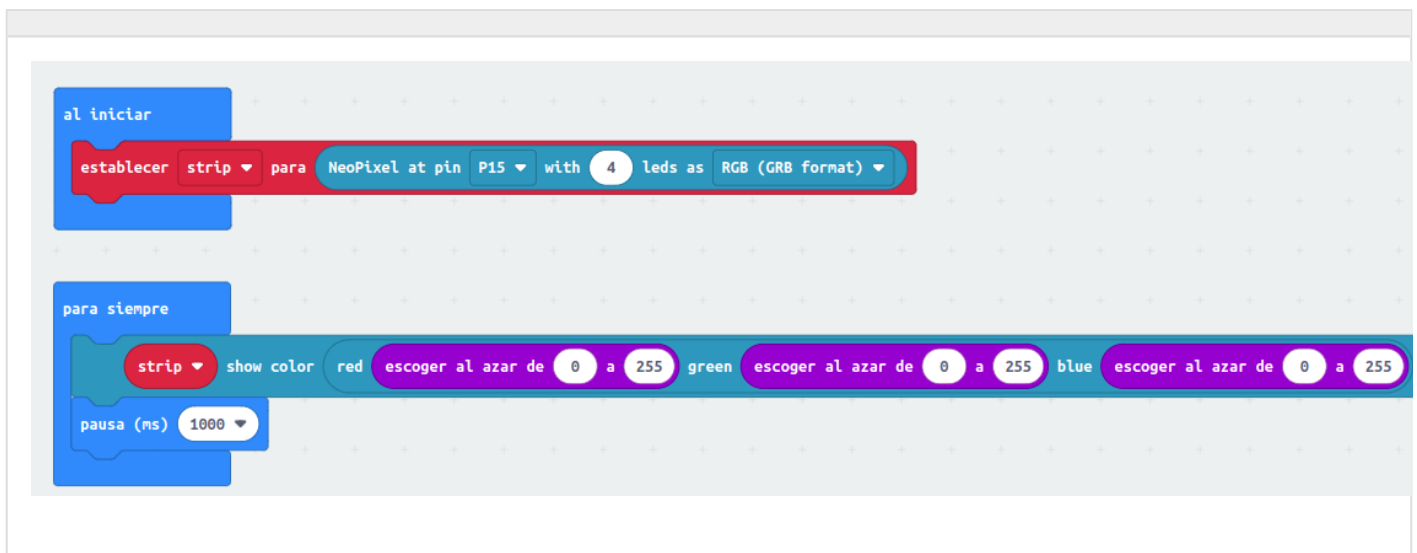 al iniciar
establecer strip para NeoPixel at pin P15 with 4 leds as RGB (GRB format)
para siempre
strip show color red escoger al azar de 0 a 255 green escoger al azar de 0 a 255 blue escoger al azar de 0 a 255
pausa (ms) 1000